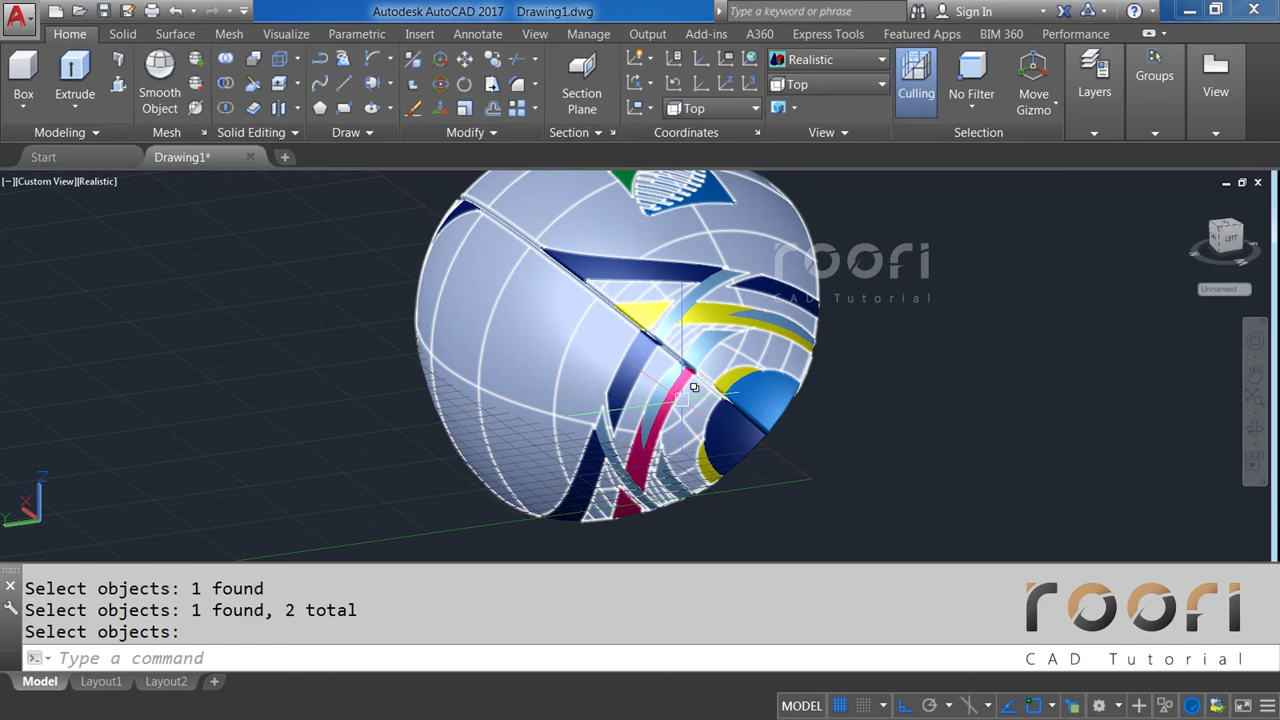 Autodesk AutoCAD 2017 Drawing1.dwg
Type a keyword or phrase
Sign In
Home Solid Surface Mesh Visualize Parametric Insert Annotate View Manage Output Add-ins A360 Express Tools Featured Apps BIM 360 Performance
Box
Extrude
Smooth
Object
Section
Plane
Realistic
Top
Top
Culling
No Filter
Move
Gizmo
Layers
Groups
View
Modeling
Mesh
Solid Editing
Draw
Modify
Section
Coordinates
View
Selection
Start
Drawing1*
[−][Custom View][Realistic]
LEFT
Unnamed
roori
CAD Tutorial
Z
X
Y
Select objects: 1 found
Select objects: 1 found, 2 total
Select objects:
Type a command
roori
CAD Tutorial
Model Layout1 Layout2
MODEL